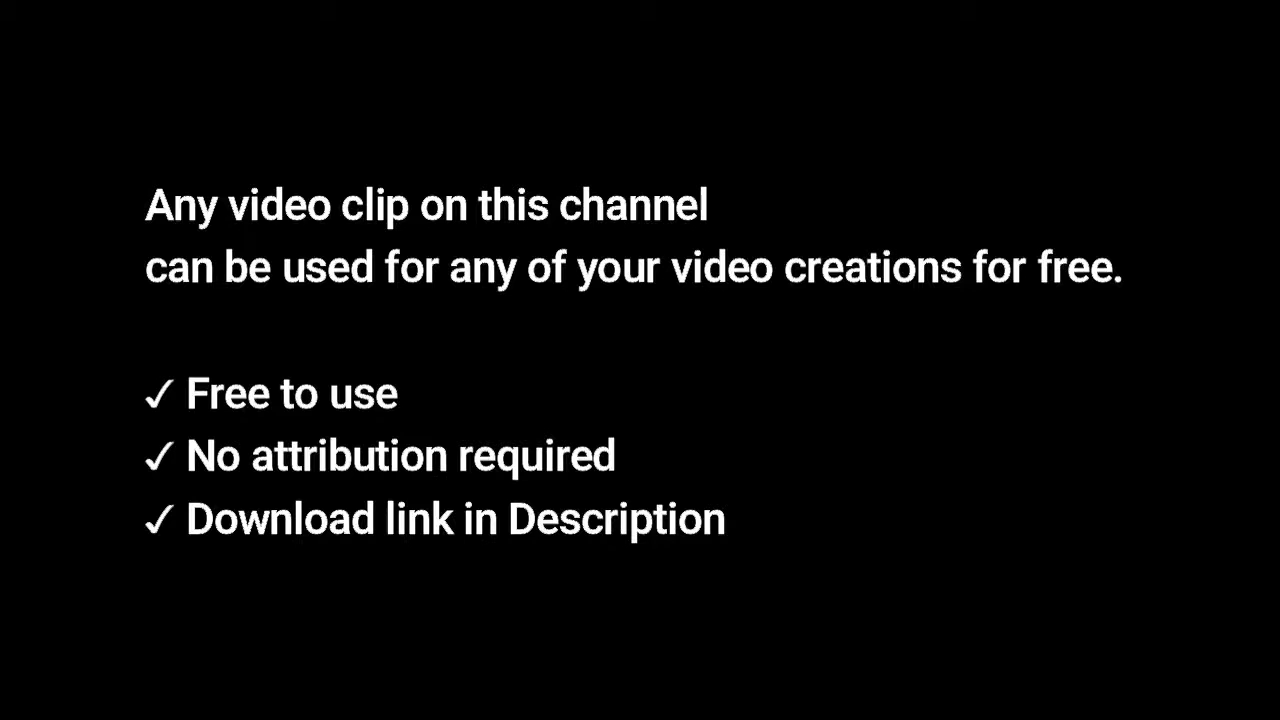 Any video clip on this channel
can be used for any of your video creations for free.
✓ Free to use
✓ No attribution required
✓ Download link in Description